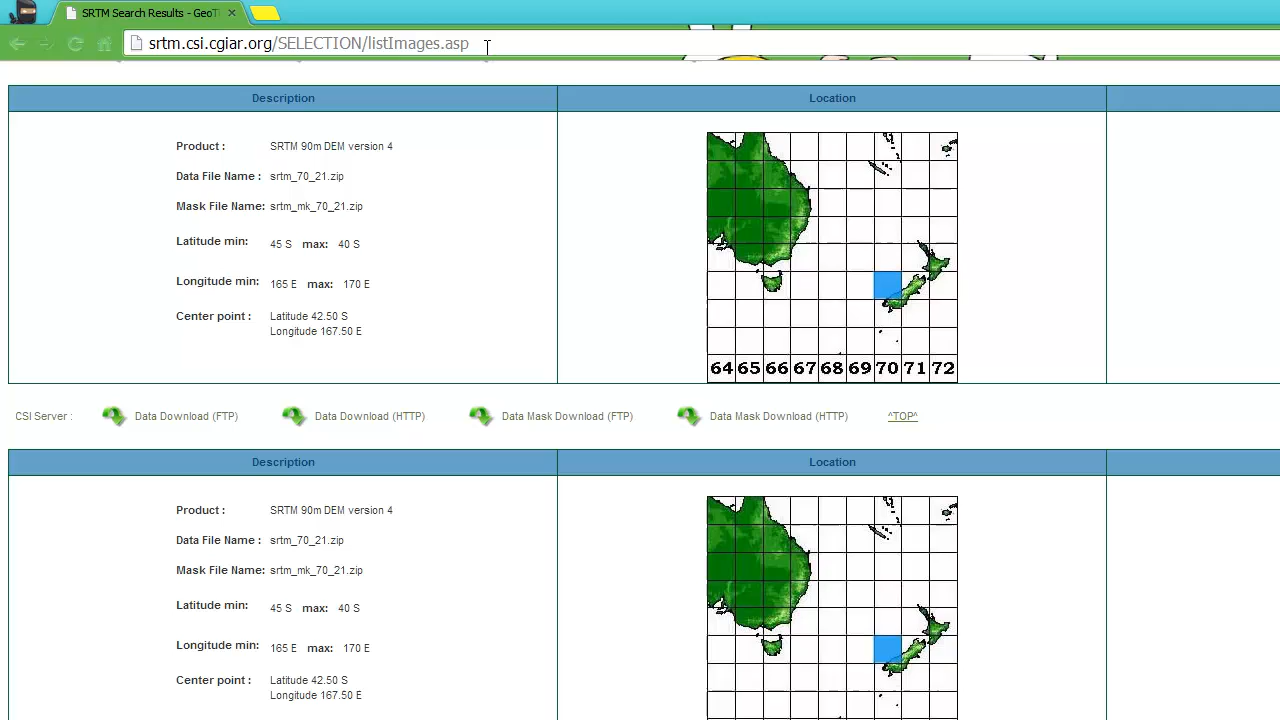 SRTM Search Results - GeoT
srtm.csi.cgiar.org/SELECTION/listImages.asp
Description Location
Product : SRTM 90m DEM version 4
Data File Name : srtm_70_21.zip
Mask File Name: srtm_mk_70_21.zip
Latitude min: 45 S max: 40 S
Longitude min: 165 E max: 170 E
Center point : Latitude 42.50 S
Longitude 167.50 E
64 65 66 67 68 69 70 71 72
CSI Server : Data Download (FTP) Data Download (HTTP) Data Mask Download (FTP) Data Mask Download (HTTP) ^TOP^
Description Location
Product : SRTM 90m DEM version 4
Data File Name : srtm_70_21.zip
Mask File Name: srtm_mk_70_21.zip
Latitude min: 45 S max: 40 S
Longitude min: 165 E max: 170 E
Center point : Latitude 42.50 S
Longitude 167.50 E